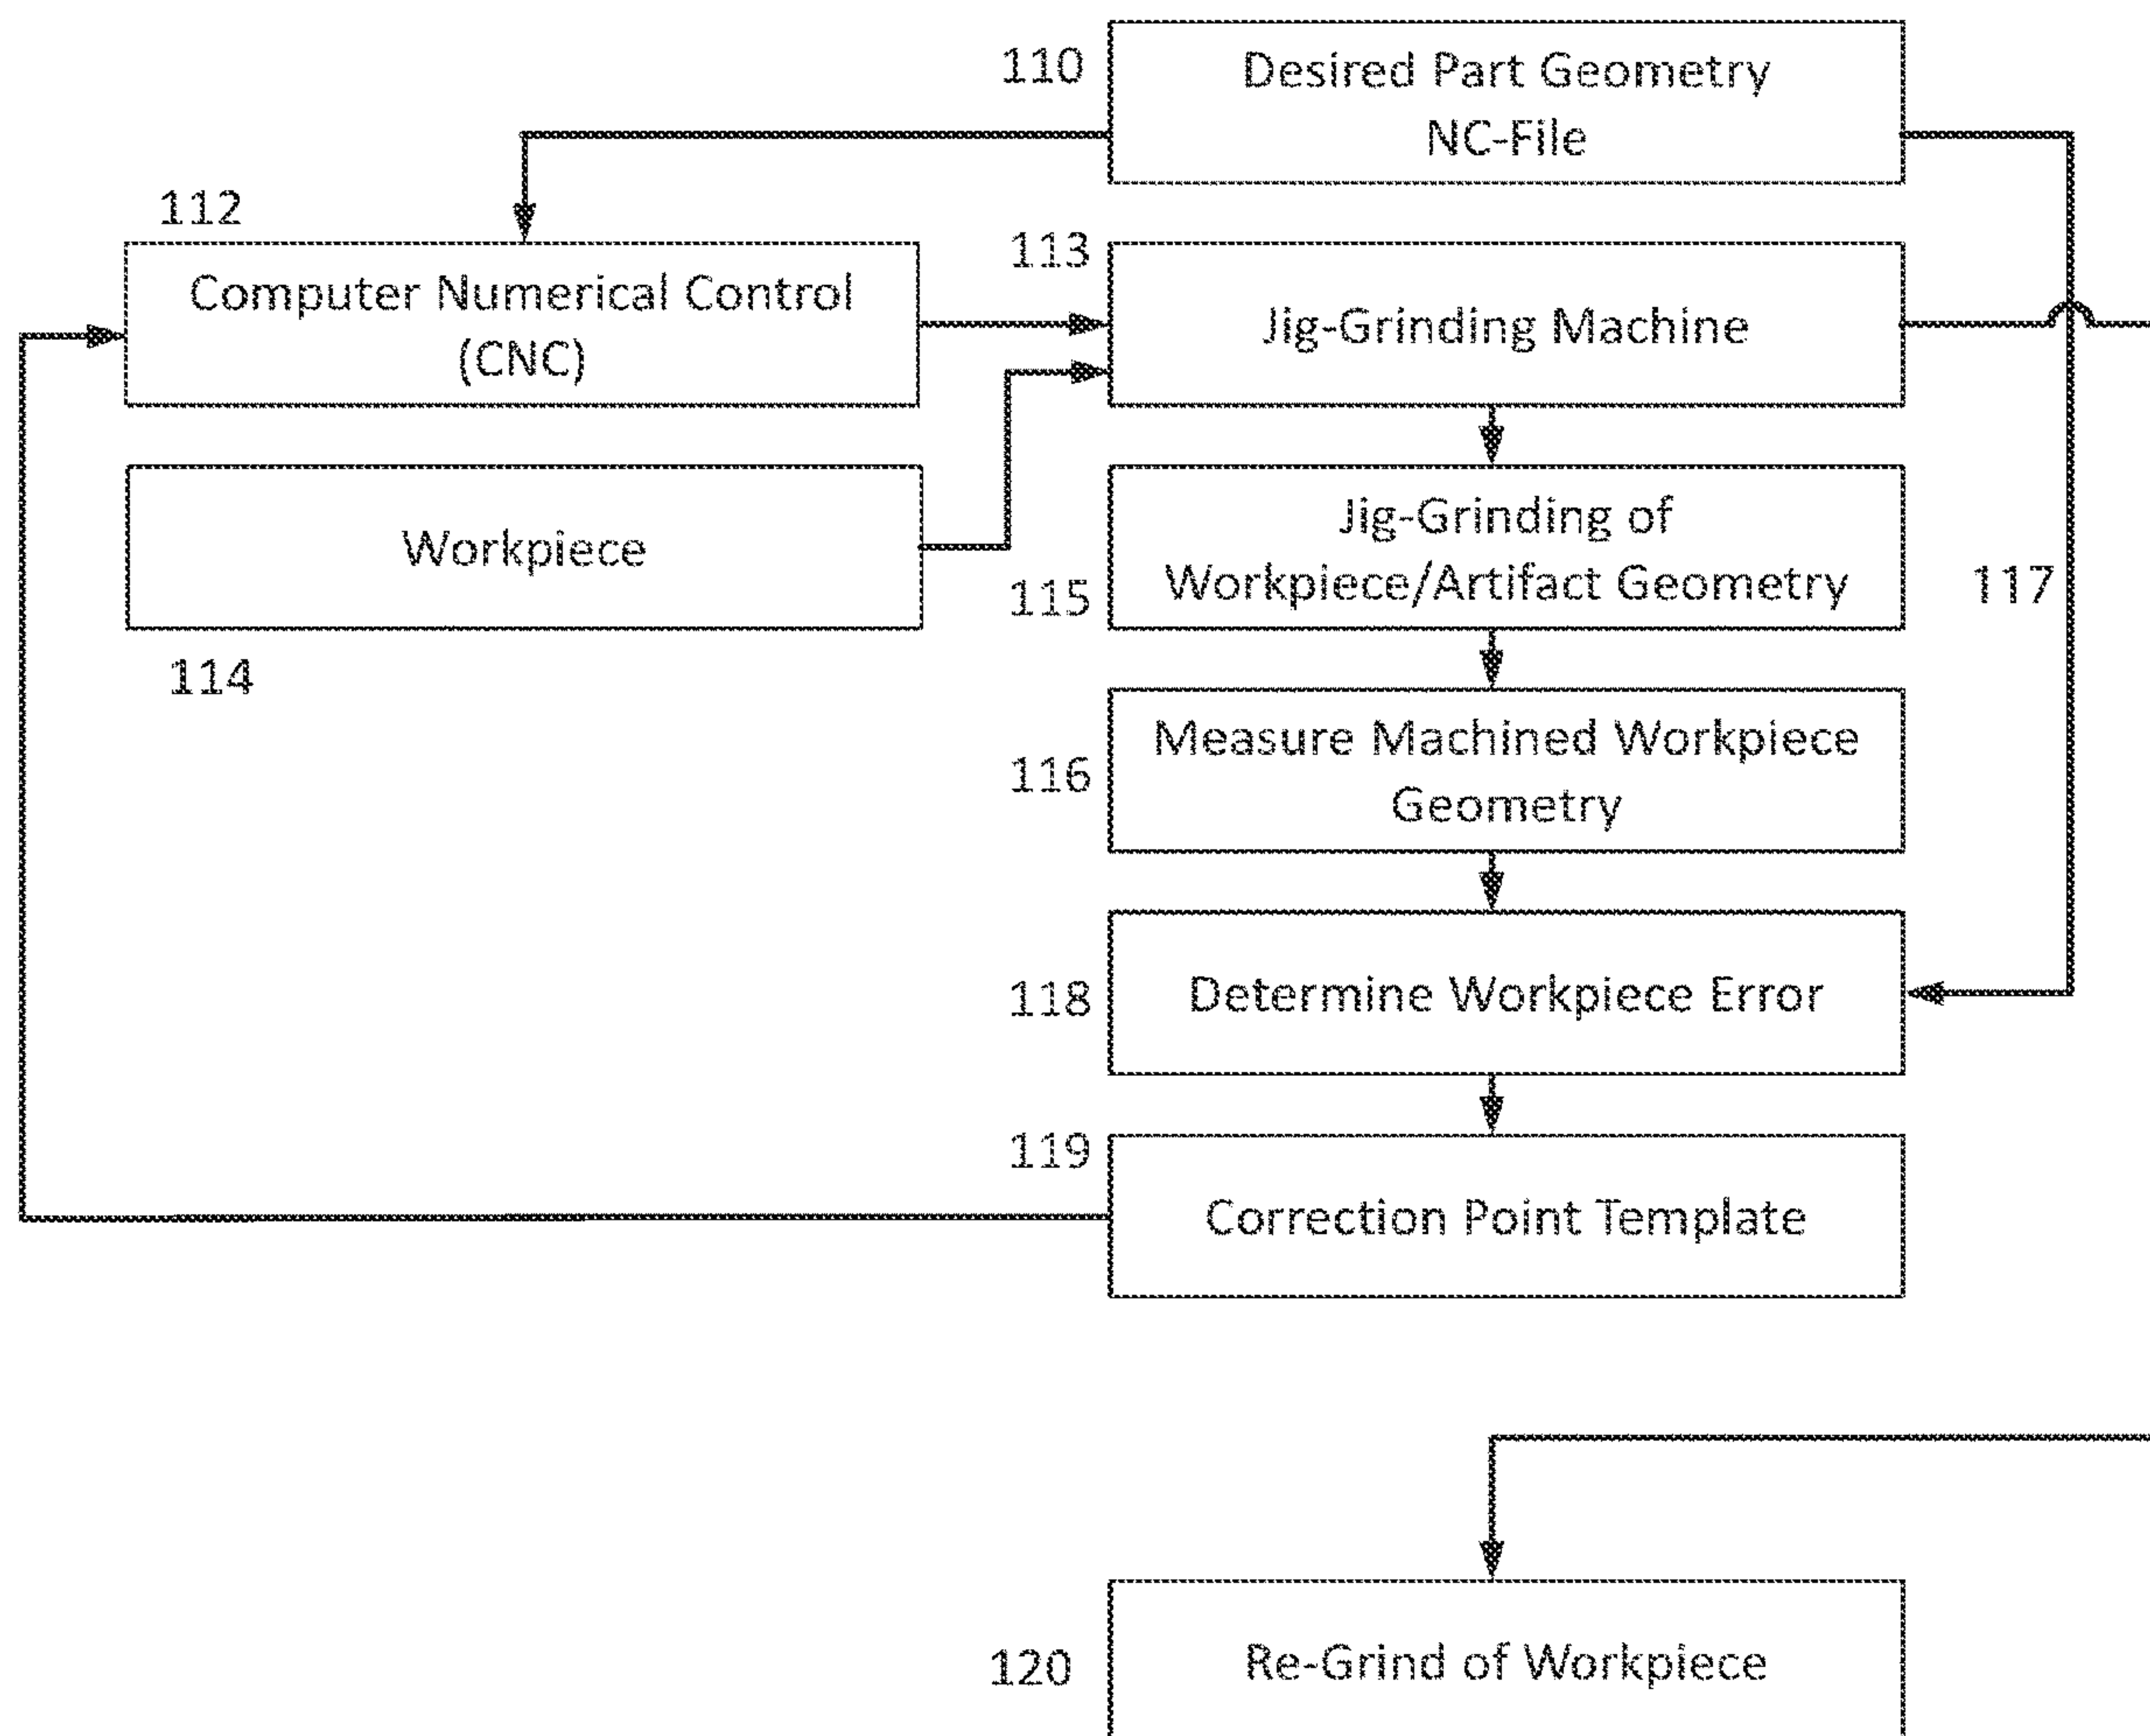 110
Desired Part Geometry
NC-File
112
Computer Numerical Control
(CNC)
113
Jig-Grinding Machine
Workpiece
114
Jig-Grinding of
Workpiece/Artifact Geometry
115
117
116
Measure Machined Workpiece
Geometry
118
Determine Workpiece Error
119
Correction Point Template
120
Re-Grind of Workpiece